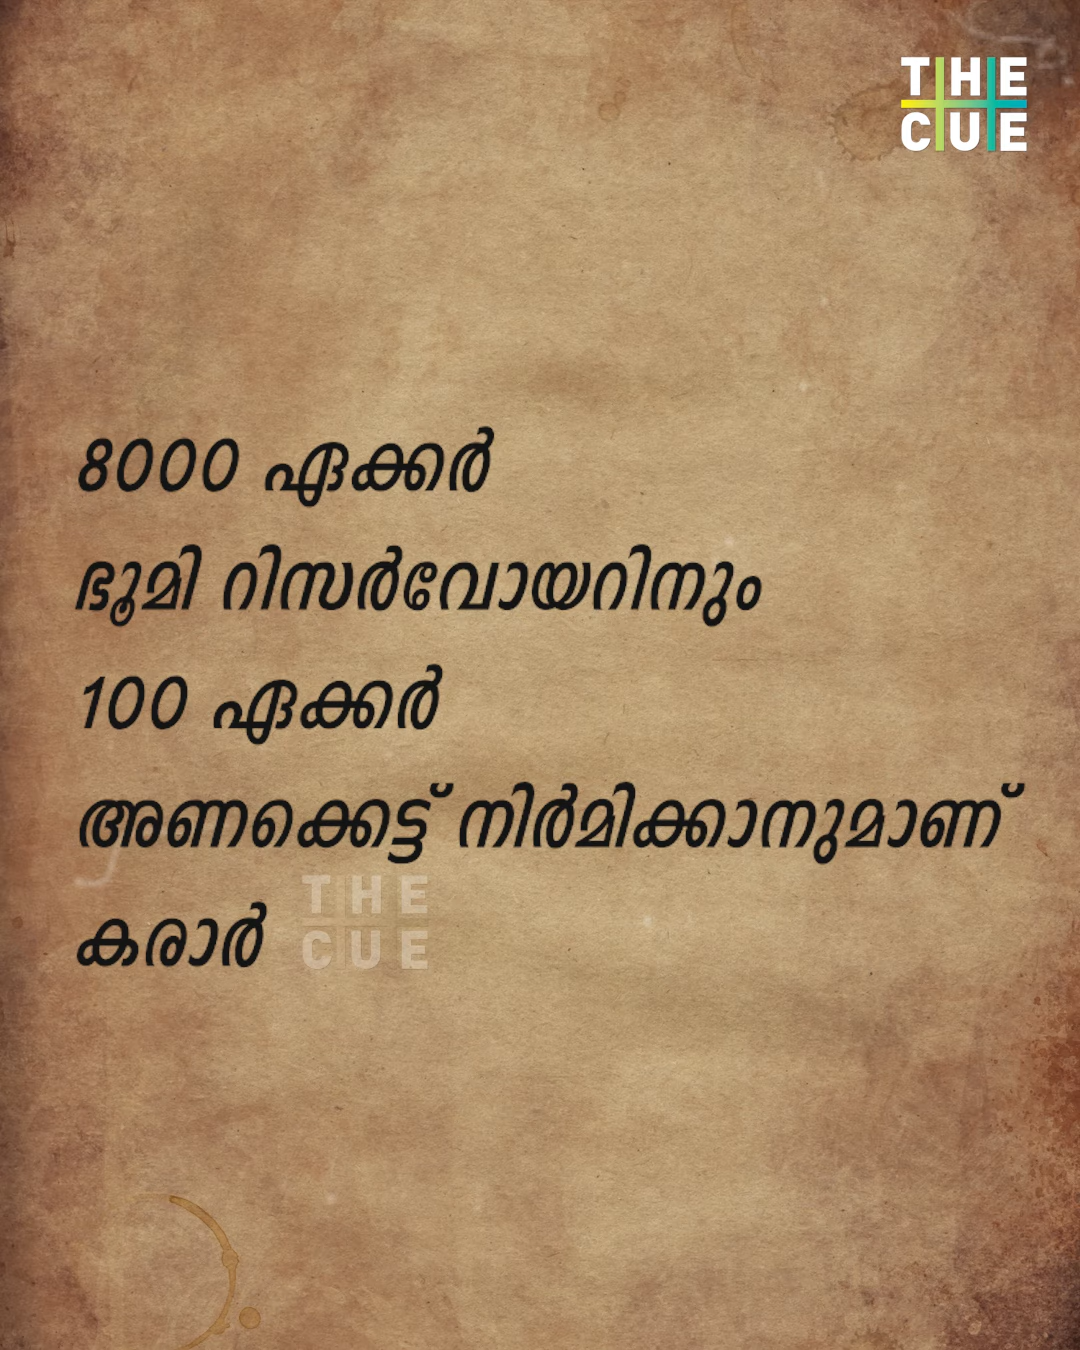 THE
CUE
8000 ഏക്കർ
ഭൂമി റിസർവോയറിനും
100 ഏക്കർ
അണക്കെട്ട് നിർമിക്കാനുമാണ്
കരാർ
THE
CUE